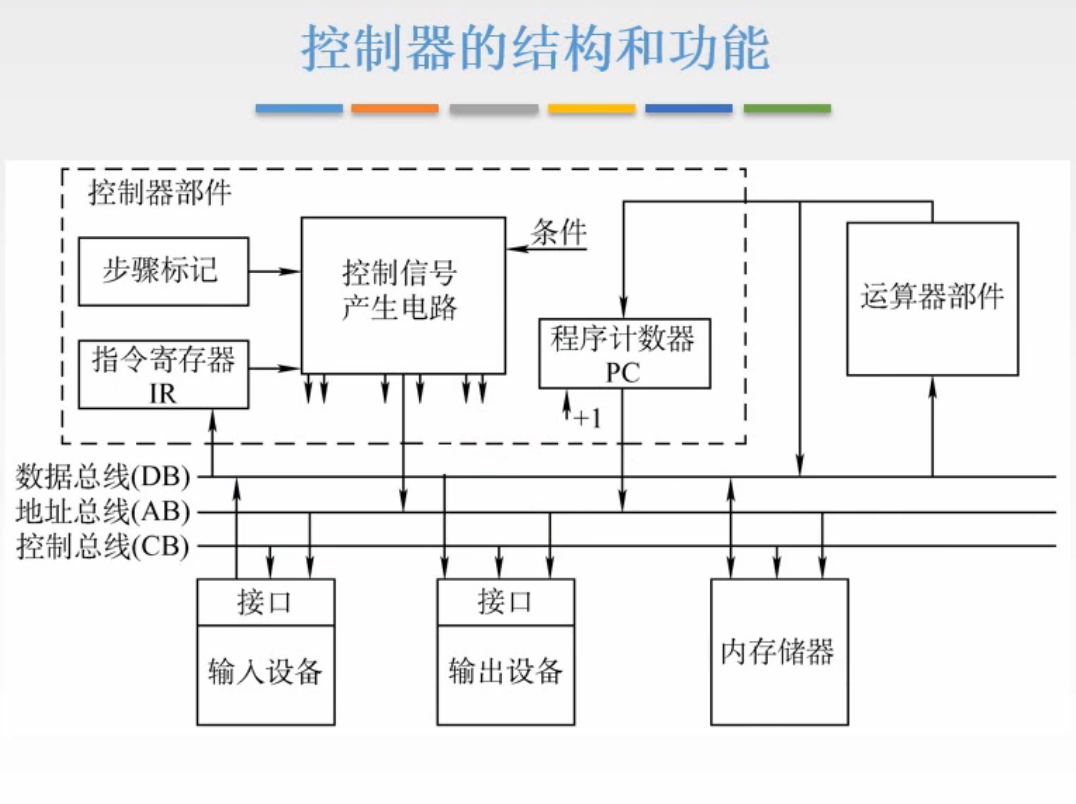 控制器的结构和功能
控制器部件
步骤标记
控制信号
产生电路
条件
运算器部件
指令寄存器
IR
程序计数器
PC
+1
数据总线(DB)
地址总线(AB)
控制总线(CB)
接口
输入设备
接口
输出设备
内存储器